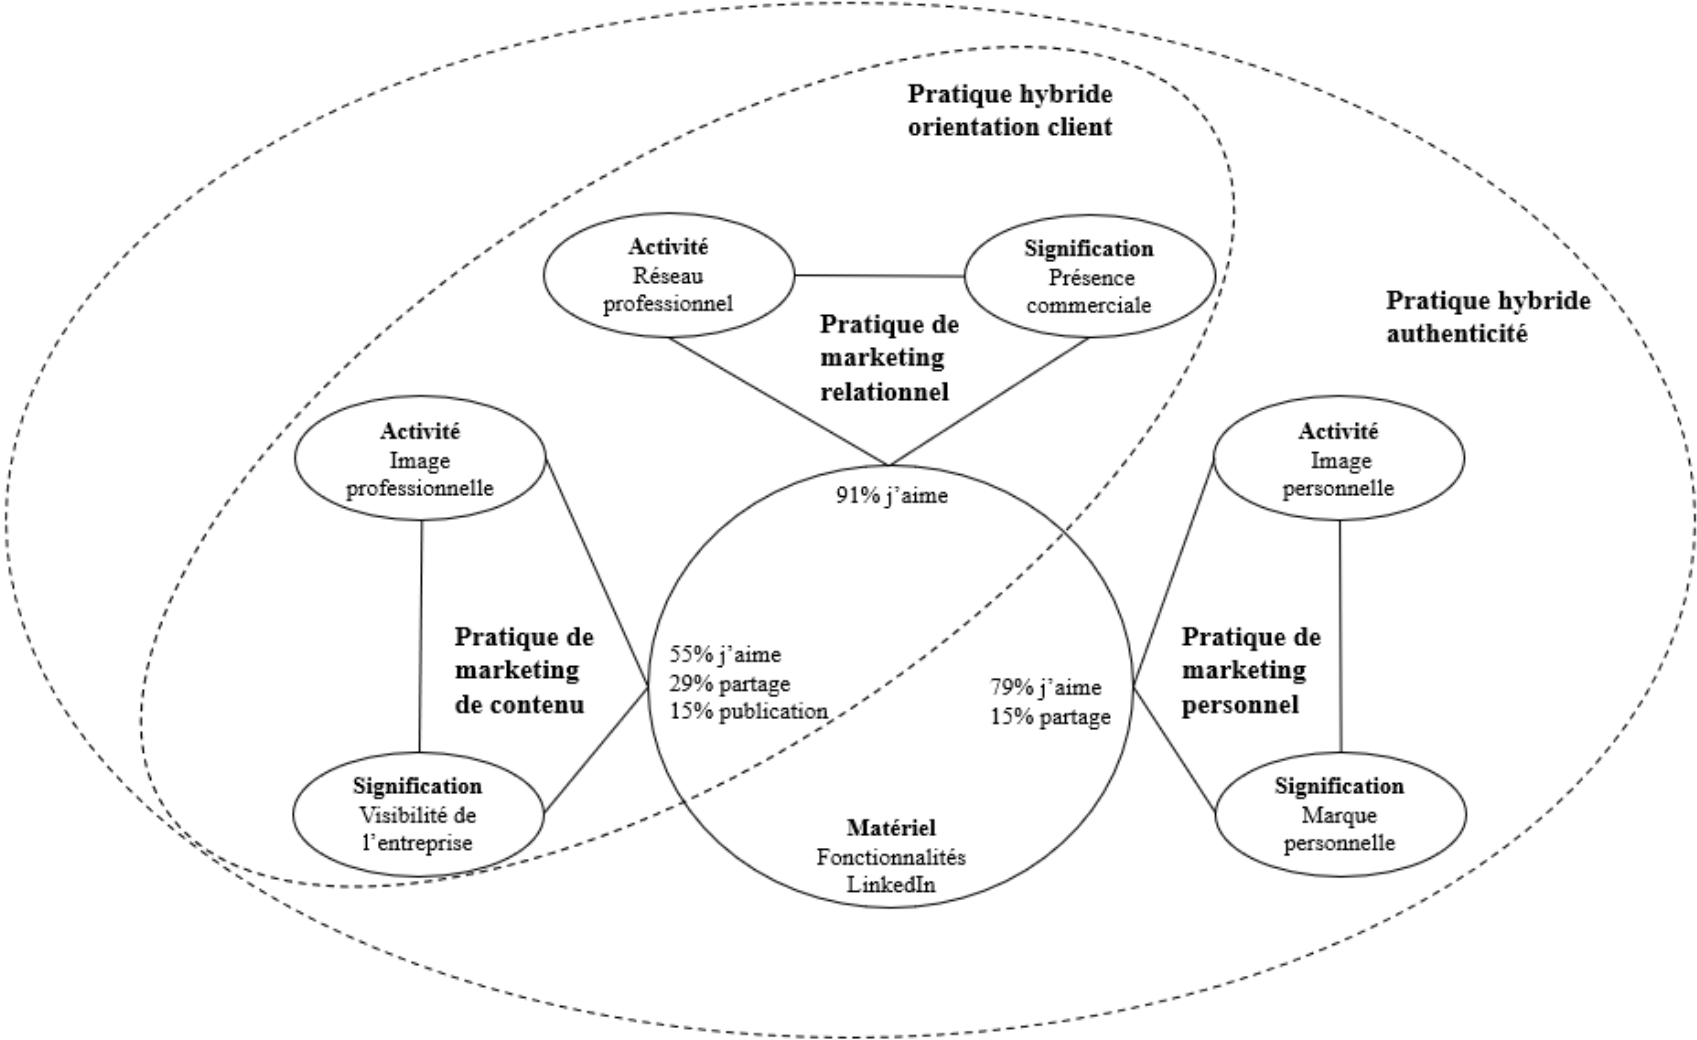 Pratique hybride
orientation client
Activité
Réseau
professionnel
Signification
Présence
commerciale
Pratique de
marketing
relationnel
Pratique hybride
authenticité
Activité
Image
professionnelle
91% j’aime
Activité
Image
personnelle
Pratique de
marketing
de contenu
55% j’aime
29% partage
15% publication
79% j’aime
15% partage
Pratique de
marketing
personnel
Signification
Visibilité de
l’entreprise
Matériel
Fonctionnalités
LinkedIn
Signification
Marque
personnelle